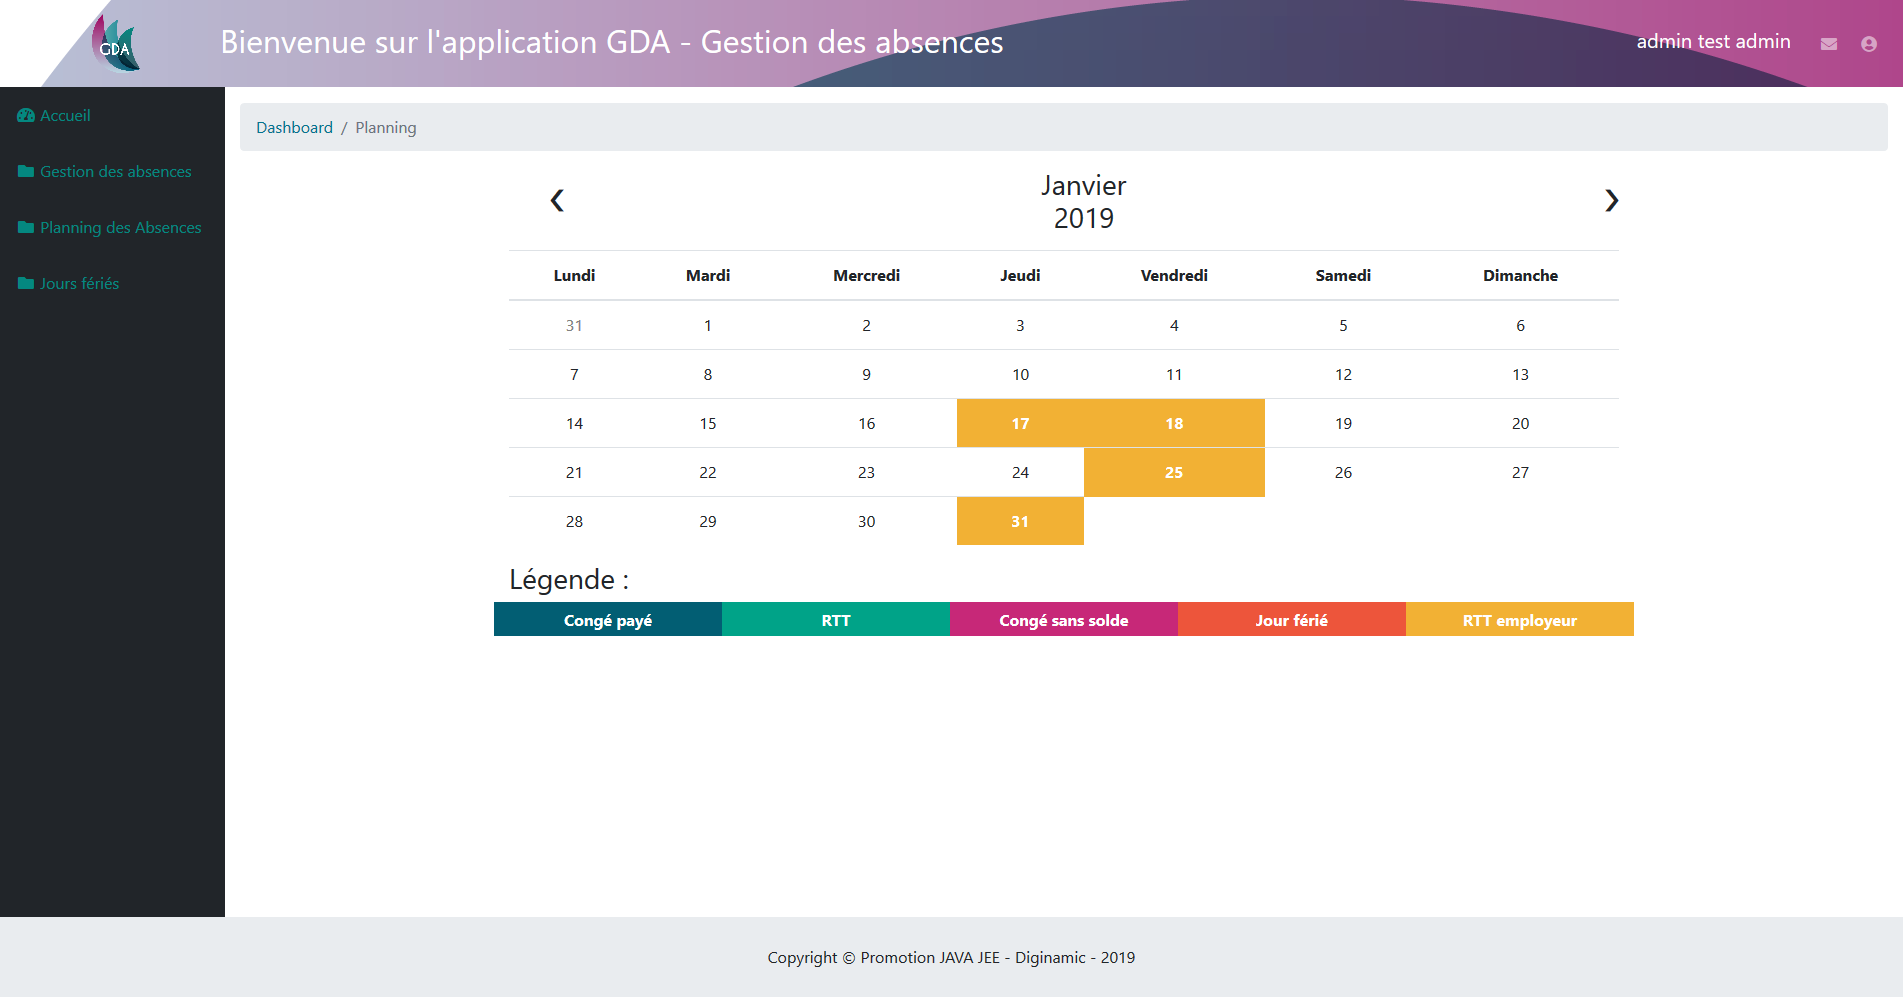 GDA
Bienvenue sur l'application GDA - Gestion des absences
admin test admin
Accueil
Gestion des absences
Planning des Absences
Jours fériés
Dashboard / Planning
❮
Janvier
2019
❯
Lundi Mardi Mercredi Jeudi Vendredi Samedi Dimanche
31 1 2 3 4 5 6
7 8 9 10 11 12 13
14 15 16 17 18 19 20
21 22 23 24 25 26 27
28 29 30 31
Légende :
Congé payé RTT Congé sans solde Jour férié RTT employeur
Copyright © Promotion JAVA JEE - Diginamic - 2019